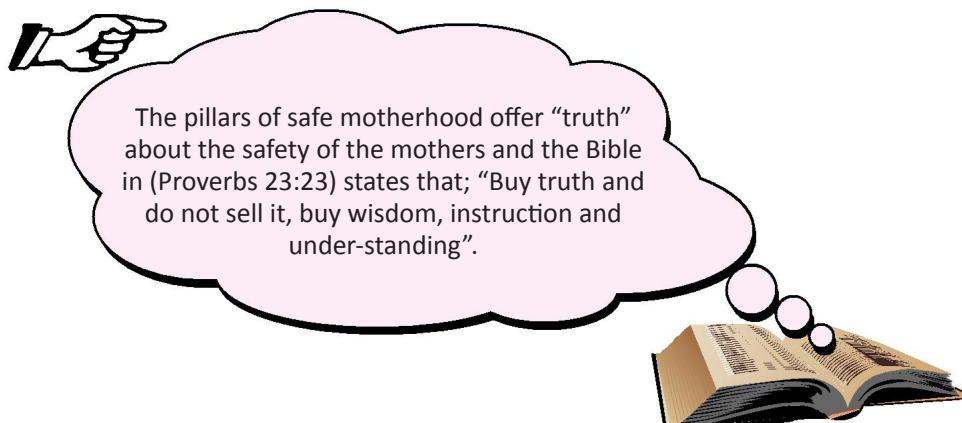 The pillars of safe motherhood offer “truth”
about the safety of the mothers and the Bible
in (Proverbs 23:23) states that; “Buy truth and
do not sell it, buy wisdom, instruction and
under-standing”.